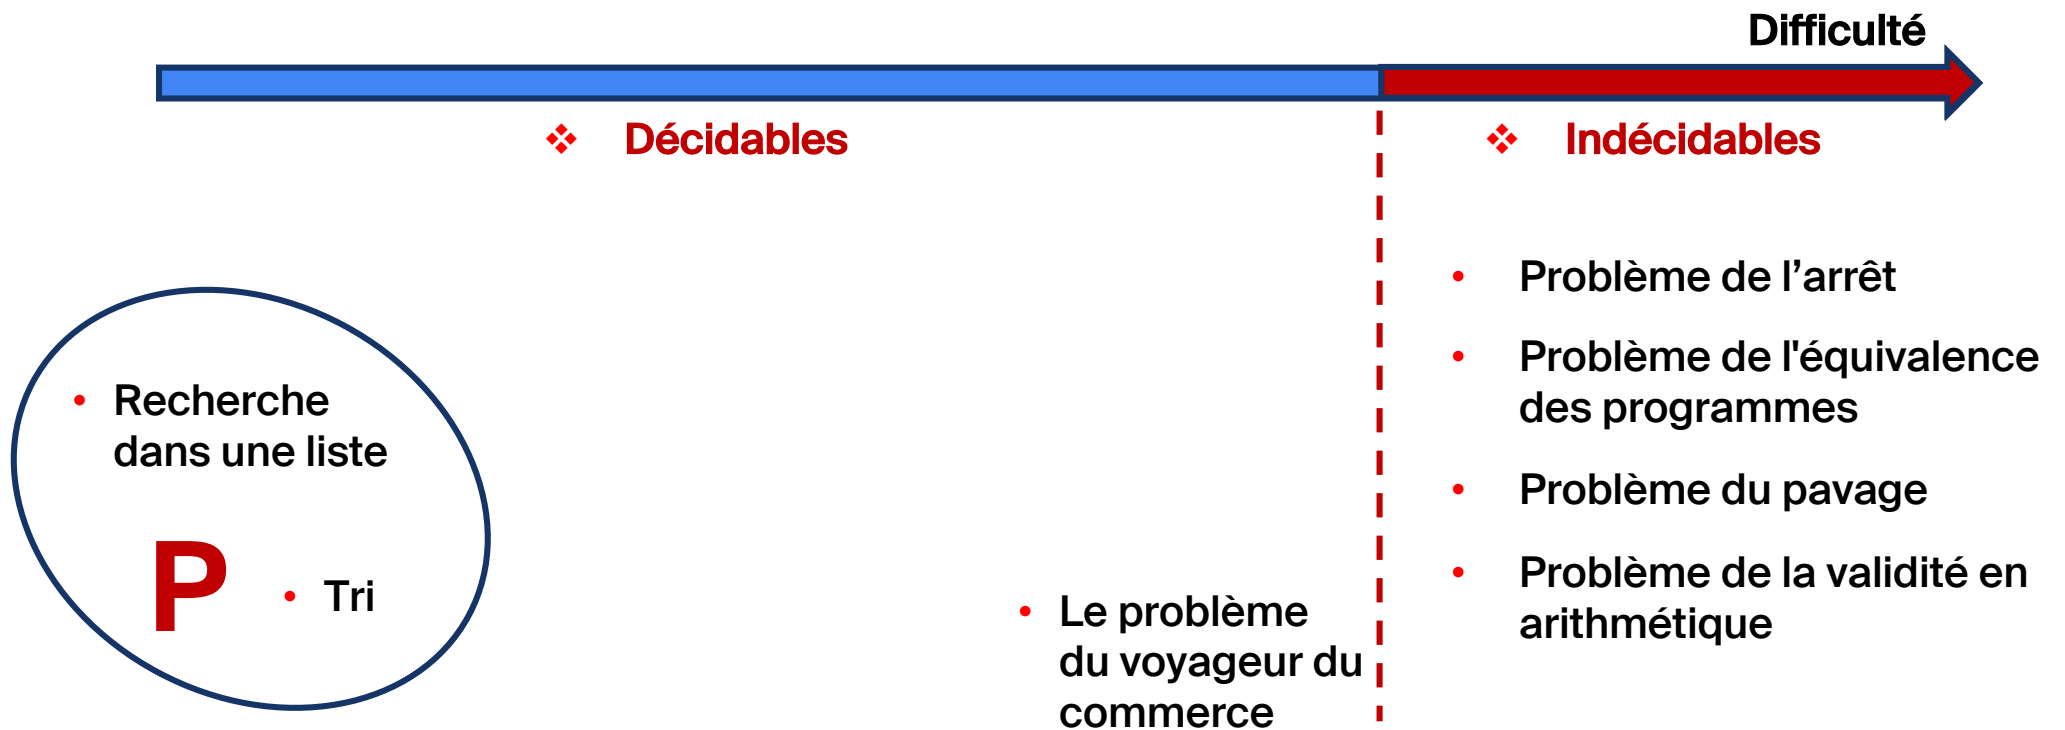 Difficulté
❖ Décidables
❖ Indécidables
• Recherche
dans une liste
P
• Tri
• Le problème
du voyageur du
commerce
• Problème de l’arrêt
• Problème de l'équivalence
des programmes
• Problème du pavage
• Problème de la validité en
arithmétique